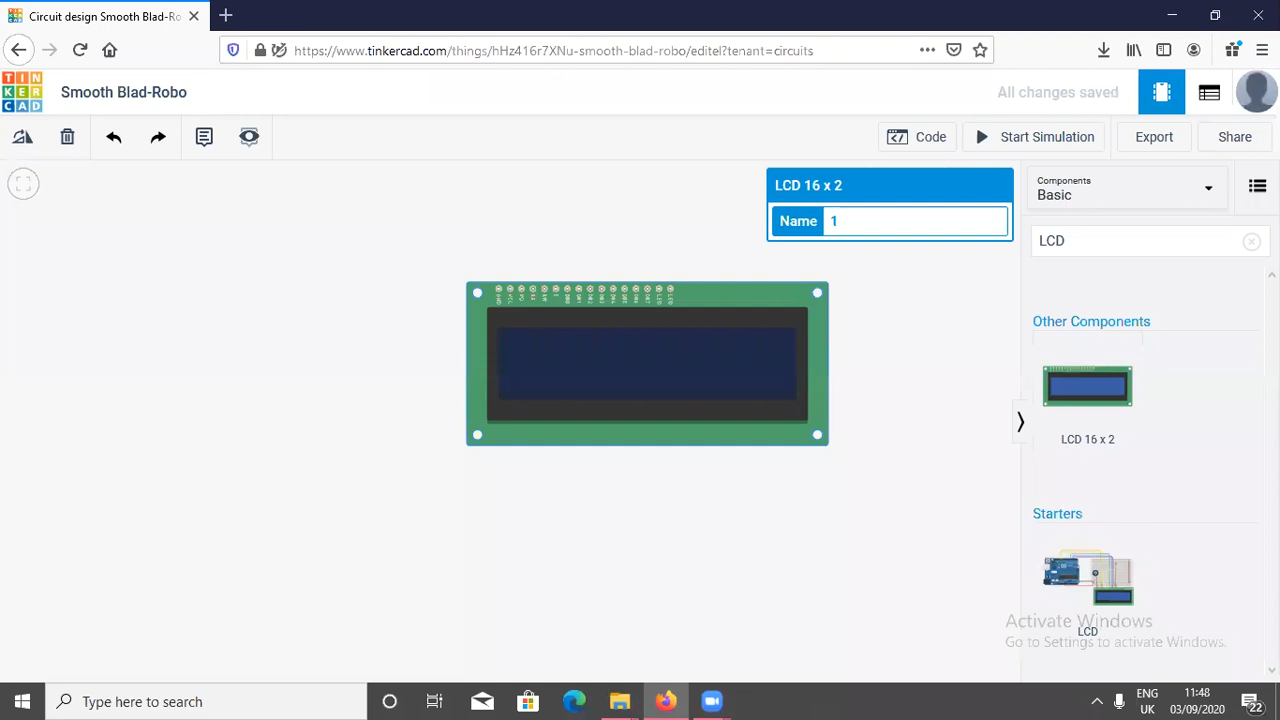 Circuit design Smooth Blad-Ro
https://www.tinkercad.com/things/hHz416r7XNu-smooth-blad-robo/editel?tenant=circuits
TIN
KER
CAD
Smooth Blad-Robo
All changes saved
Code
Start Simulation
Export
Share
LCD 16 x 2
Name 1
Components
Basic
LCD
Other Components
LCD 16 x 2
Starters
LCD
Activate Windows
Go to Settings to activate Windows.
Type here to search
ENG
UK
11:48
03/09/2020
22